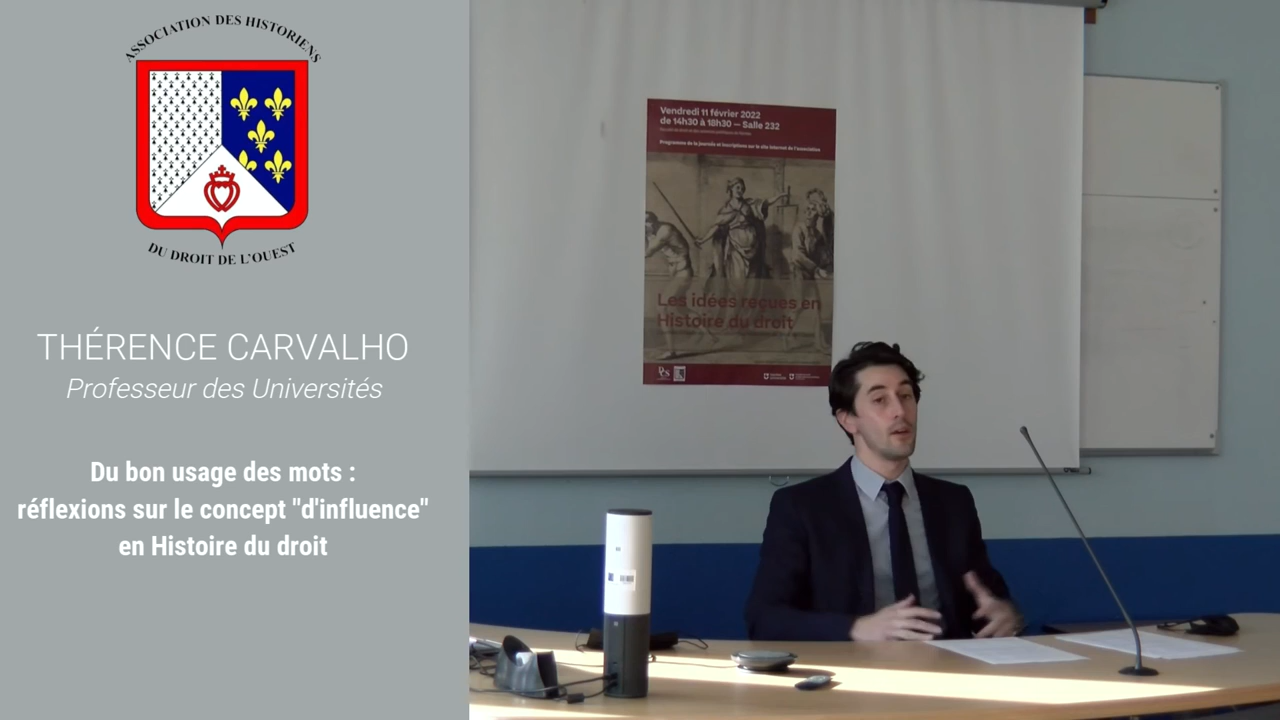 ASSOCIATION DES HISTORIENS
DU DROIT DE L'OUEST
THÉRENCE CARVALHO
Professeur des Universités
Du bon usage des mots :
réflexions sur le concept "d'influence"
en Histoire du droit
Vendredi 11 février 2022
de 14h30 à 18h30 — Salle 232
Programme de la journée et inscriptions sur le site internet de l'association
Les idées reçues en
Histoire du droit